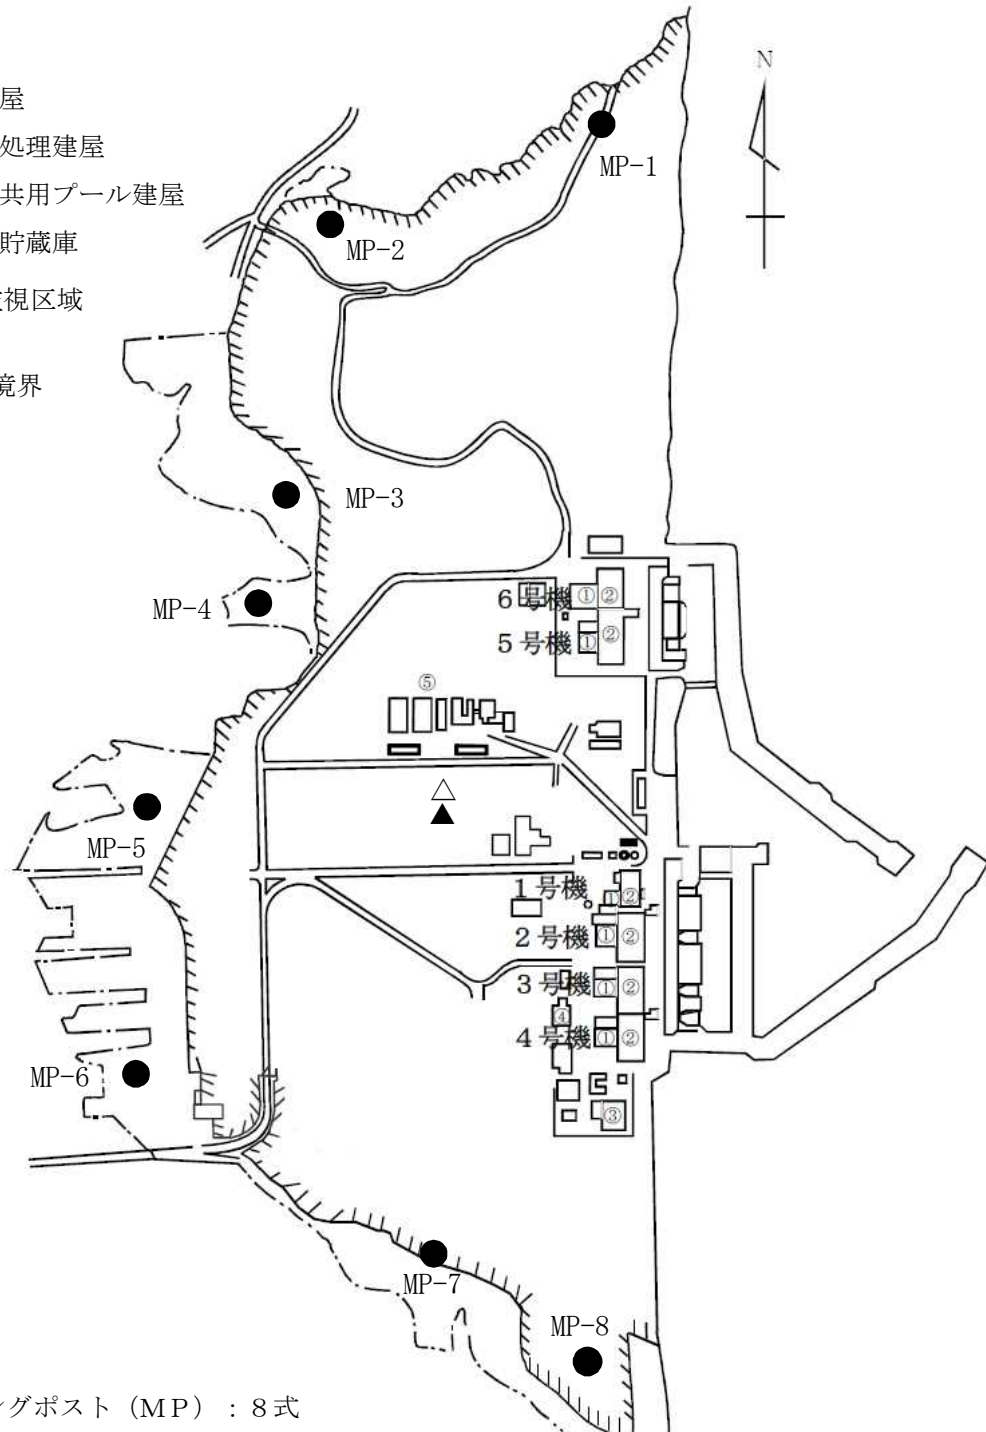 屋
処理建屋
共用プール建屋
貯蔵庫
視区域
境界
N
MP-1
MP-2
MP-3
MP-4
6号機 ① ②
5号機 ① ②
⑤
△
▲
MP-5
1号機 ① ②
2号機 ① ②
3号機 ① ②
④
4号機 ① ②
MP-6
③
MP-7
MP-8
グポスト（MP）：8式